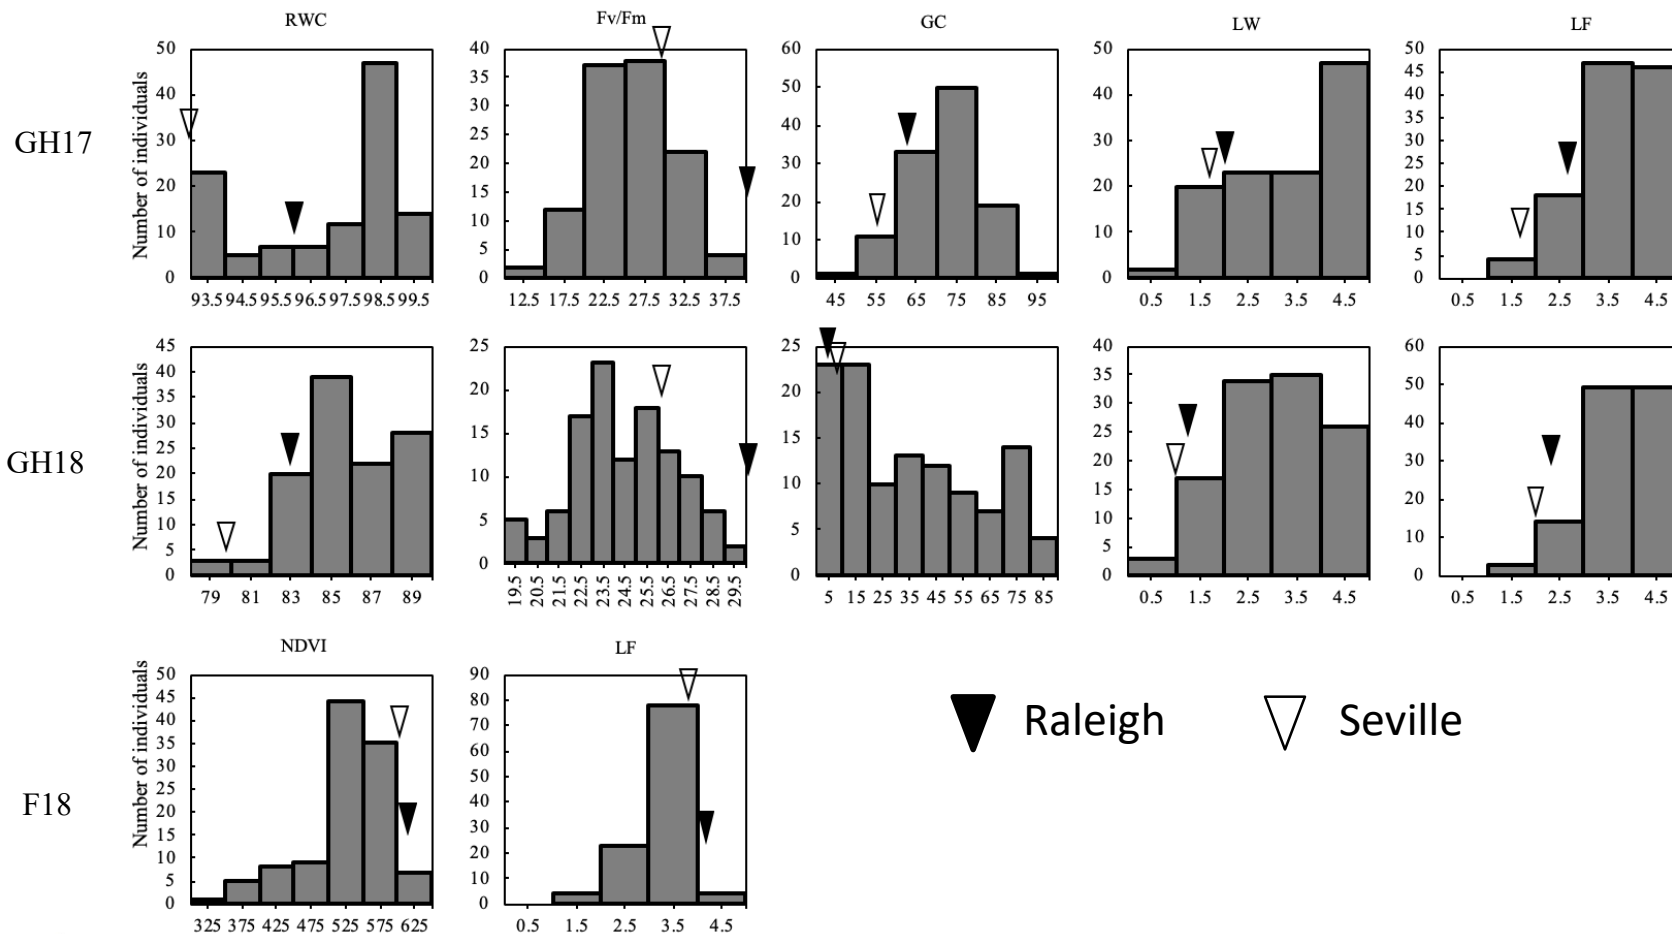 RWC Fv/Fm GC LW LF
GH17
Number of individuals
50 40 30 20 10 0
93.5 94.5 95.5 96.5 97.5 98.5 99.5
40 35 30 25 20 15 10 5 0
12.5 17.5 22.5 27.5 32.5 37.5
60 50 40 30 20 10 0
45 55 65 75 85 95
50 40 30 20 10 0
0.5 1.5 2.5 3.5 4.5
50 45 40 35 30 25 20 15 10 5 0
0.5 1.5 2.5 3.5 4.5
GH18
Number of individuals
45 40 35 30 25 20 15 10 5 0
79 81 83 85 87 89
25 20 15 10 5 0
19.5 20.5 21.5 22.5 23.5 24.5 25.5 26.5 27.5 28.5 29.5
25 20 15 10 5 0
5 15 25 35 45 55 65 75 85
40 35 30 25 20 15 10 5 0
0.5 1.5 2.5 3.5 4.5
60 50 40 30 20 10 0
0.5 1.5 2.5 3.5 4.5
NDVI LF
F18
Number of individuals
50 45 40 35 30 25 20 15 10 5 0
325 375 425 475 525 575 625
90 80 70 60 50 40 30 20 10 0
0.5 1.5 2.5 3.5 4.5
Raleigh Seville